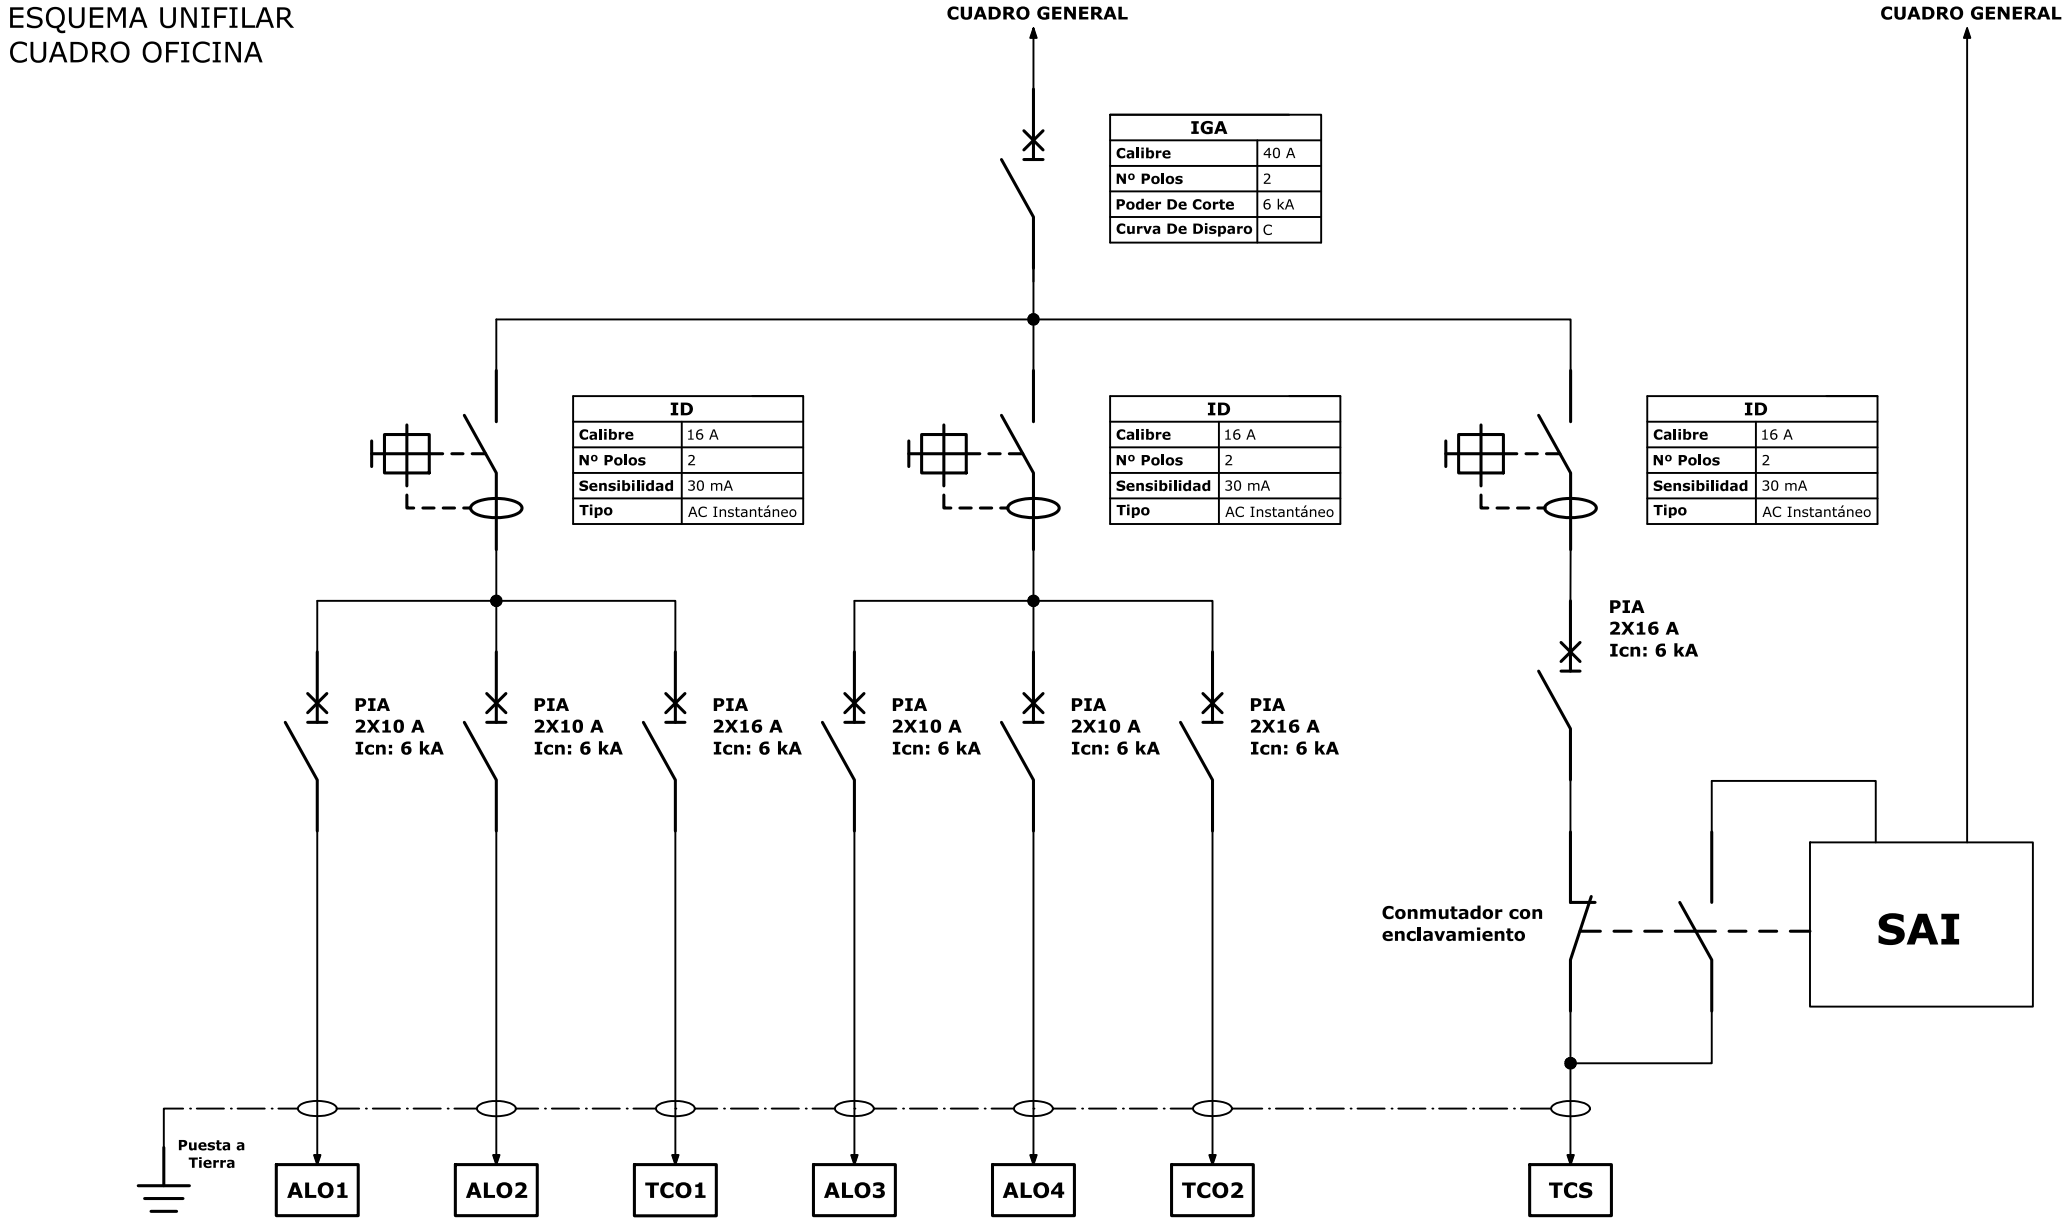 ESQUEMA UNIFILAR
CUADRO OFICINA
CUADRO GENERAL
CUADRO GENERAL
IGA
Calibre 40 A
Nº Polos 2
Poder De Corte 6 kA
Curva De Disparo C
ID
Calibre 16 A
Nº Polos 2
Sensibilidad 30 mA
Tipo AC Instantáneo
ID
Calibre 16 A
Nº Polos 2
Sensibilidad 30 mA
Tipo AC Instantáneo
ID
Calibre 16 A
Nº Polos 2
Sensibilidad 30 mA
Tipo AC Instantáneo
PIA
2X16 A
Icn: 6 kA
PIA
2X10 A
Icn: 6 kA
PIA
2X10 A
Icn: 6 kA
PIA
2X16 A
Icn: 6 kA
PIA
2X10 A
Icn: 6 kA
PIA
2X10 A
Icn: 6 kA
PIA
2X16 A
Icn: 6 kA
Conmutador con
enclavamiento
SAI
Puesta a
Tierra
ALO1
ALO2
TCO1
ALO3
ALO4
TCO2
TCS